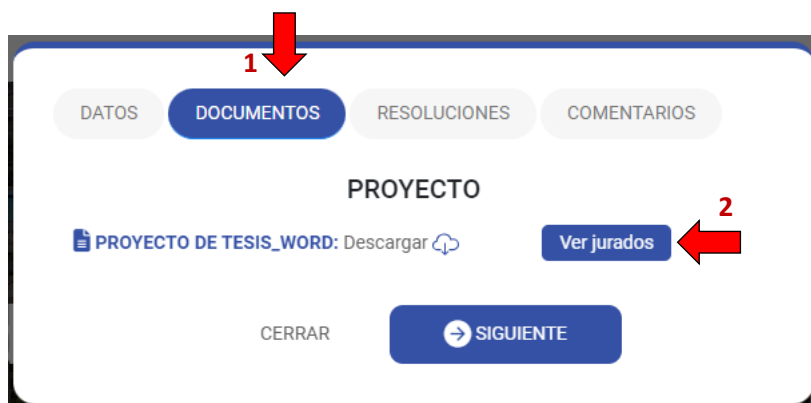 1
DATOS DOCUMENTOS RESOLUCIONES COMENTARIOS
PROYECTO
2
PROYECTO DE TESIS_WORD: Descargar Ver jurados
CERRAR SIGUIENTE